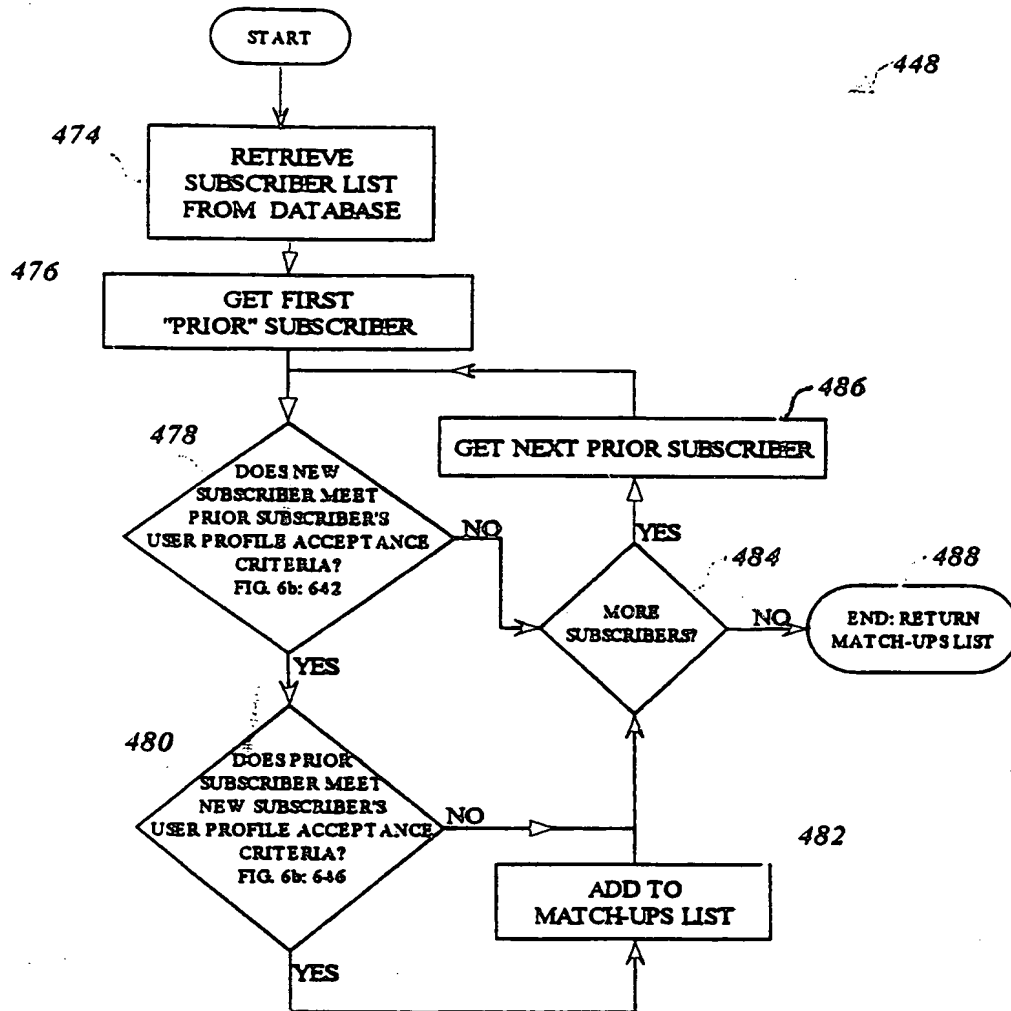 START
448
474
RETRIEVE
SUBSCRIBER LIST
FROM DATABASE
476
GET FIRST
"PRIOR" SUBSCRIBER
486
GET NEXT PRIOR SUBSCRIBER
478
DOES NEW
SUBSCRIBER MEET
PRIOR SUBSCRIBER'S
USER PROFILE ACCEPTANCE
CRITERIA?
FIG. 6b: 642
NO
YES
YES
484
MORE
SUBSCRIBERS?
NO
488
END: RETURN
MATCH-UPS LIST
480
DOES PRIOR
SUBSCRIBER MEET
NEW SUBSCRIBER'S
USER PROFILE ACCEPTANCE
CRITERIA?
FIG. 6b: 646
NO
YES
482
ADD TO
MATCH-UPS LIST